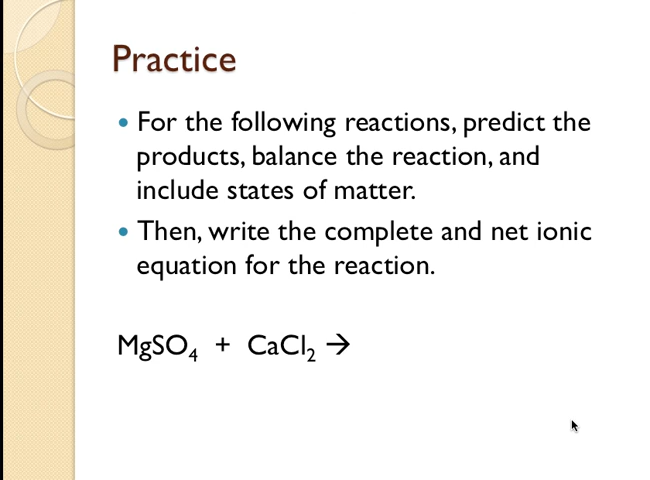 Practice
• For the following reactions, predict the
products, balance the reaction, and
include states of matter.
• Then, write the complete and net ionic
equation for the reaction.
MgSO₄ + CaCl₂ →